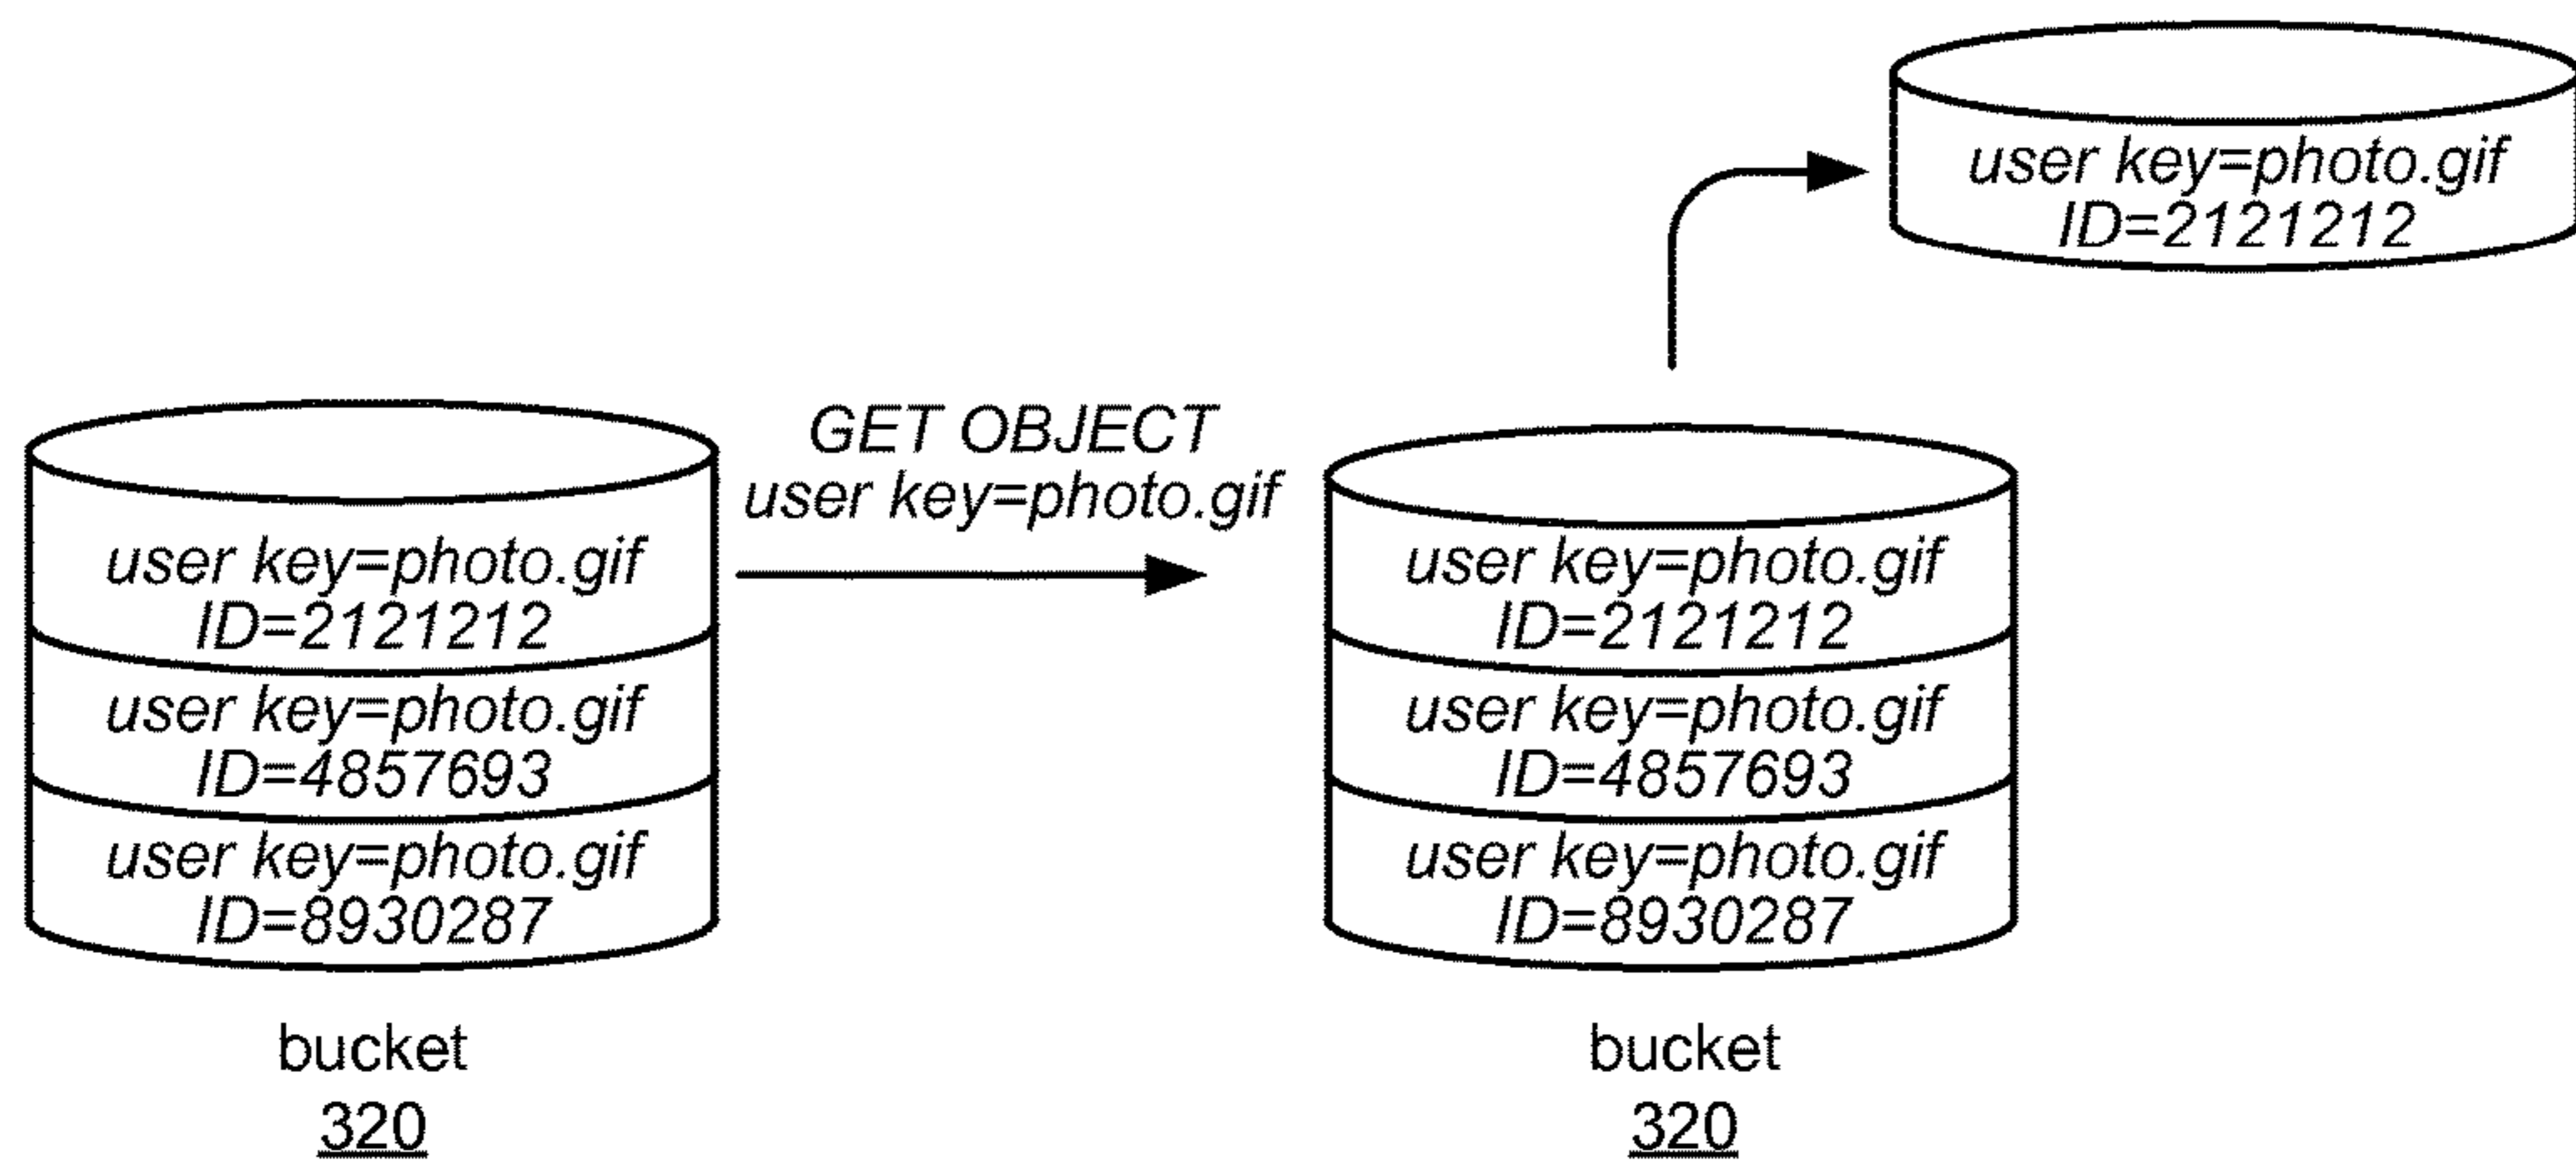 user key=photo.gif
ID=2121212
GET OBJECT
user key=photo.gif
user key=photo.gif
ID=2121212
user key=photo.gif
ID=4857693
user key=photo.gif
ID=8930287
bucket
320
user key=photo.gif
ID=2121212
user key=photo.gif
ID=4857693
user key=photo.gif
ID=8930287
bucket
320